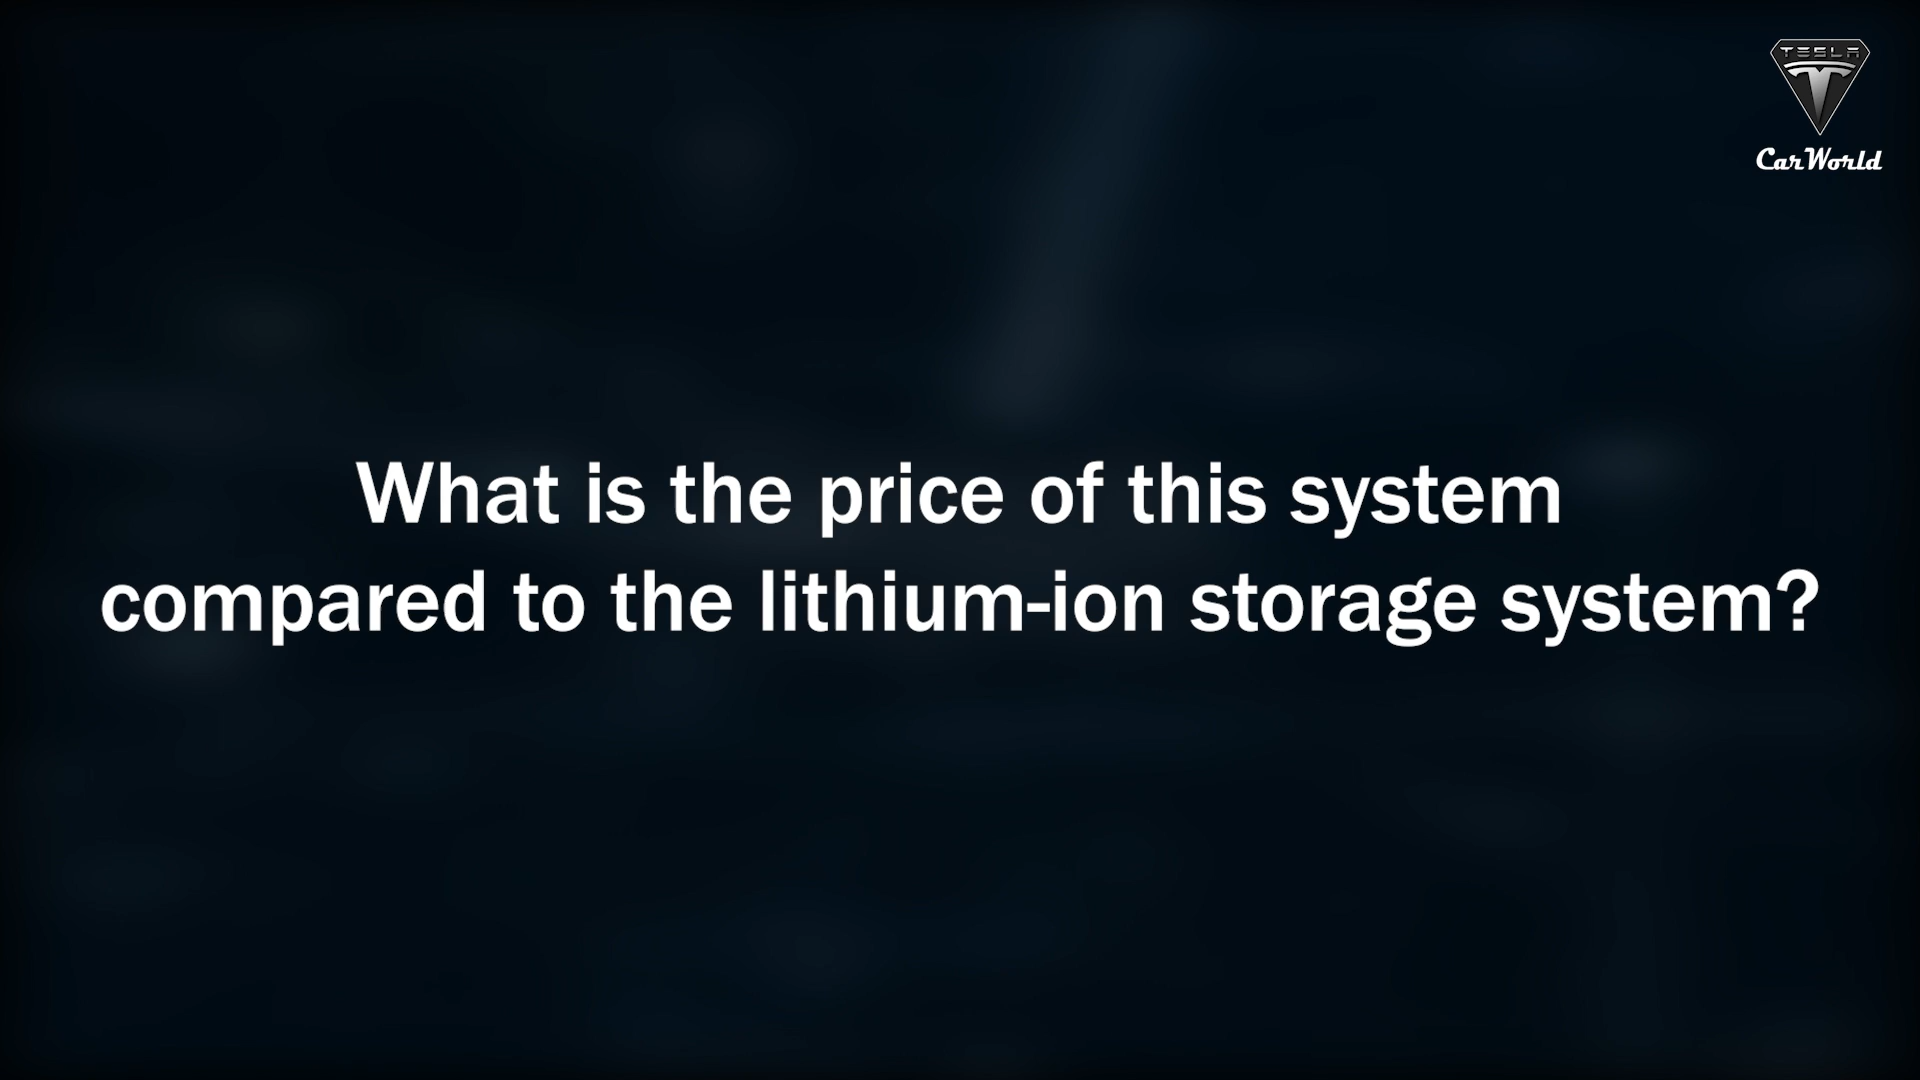 TESLA
CarWorld
What is the price of this system
compared to the lithium-ion storage system?